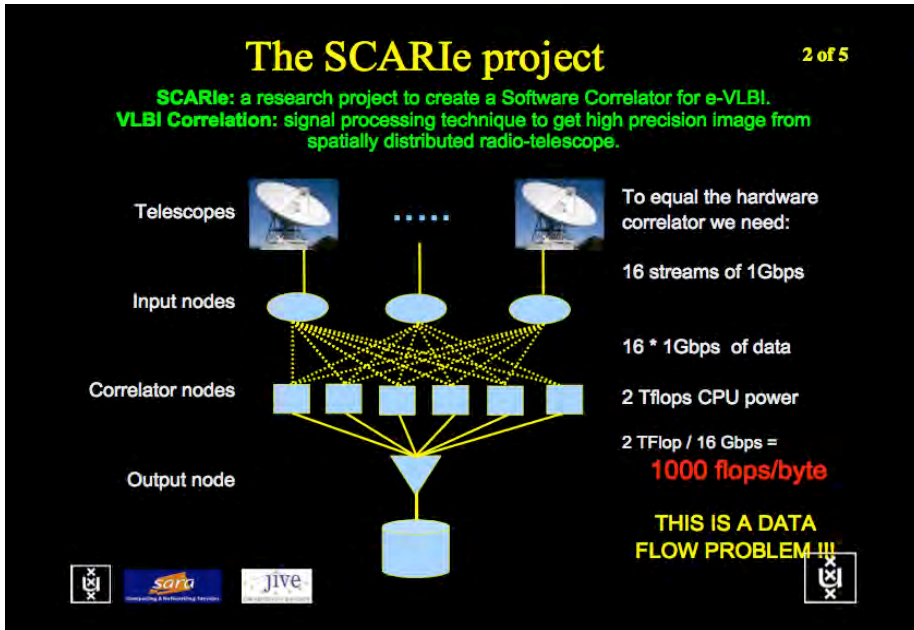 The SCARIe project
2 of 5
SCARIe: a research project to create a Software Correlator for e-VLBI.
VLBI Correlation: signal processing technique to get high precision image from
spatially distributed radio-telescope.
Telescopes
.....
To equal the hardware
correlator we need:
16 streams of 1Gbps
Input nodes
16 * 1Gbps of data
Correlator nodes
2 Tflops CPU power
2 TFlop / 16 Gbps =
1000 flops/byte
Output node
THIS IS A DATA
FLOW PROBLEM !!!
sara
Computing & Networking Services
jive